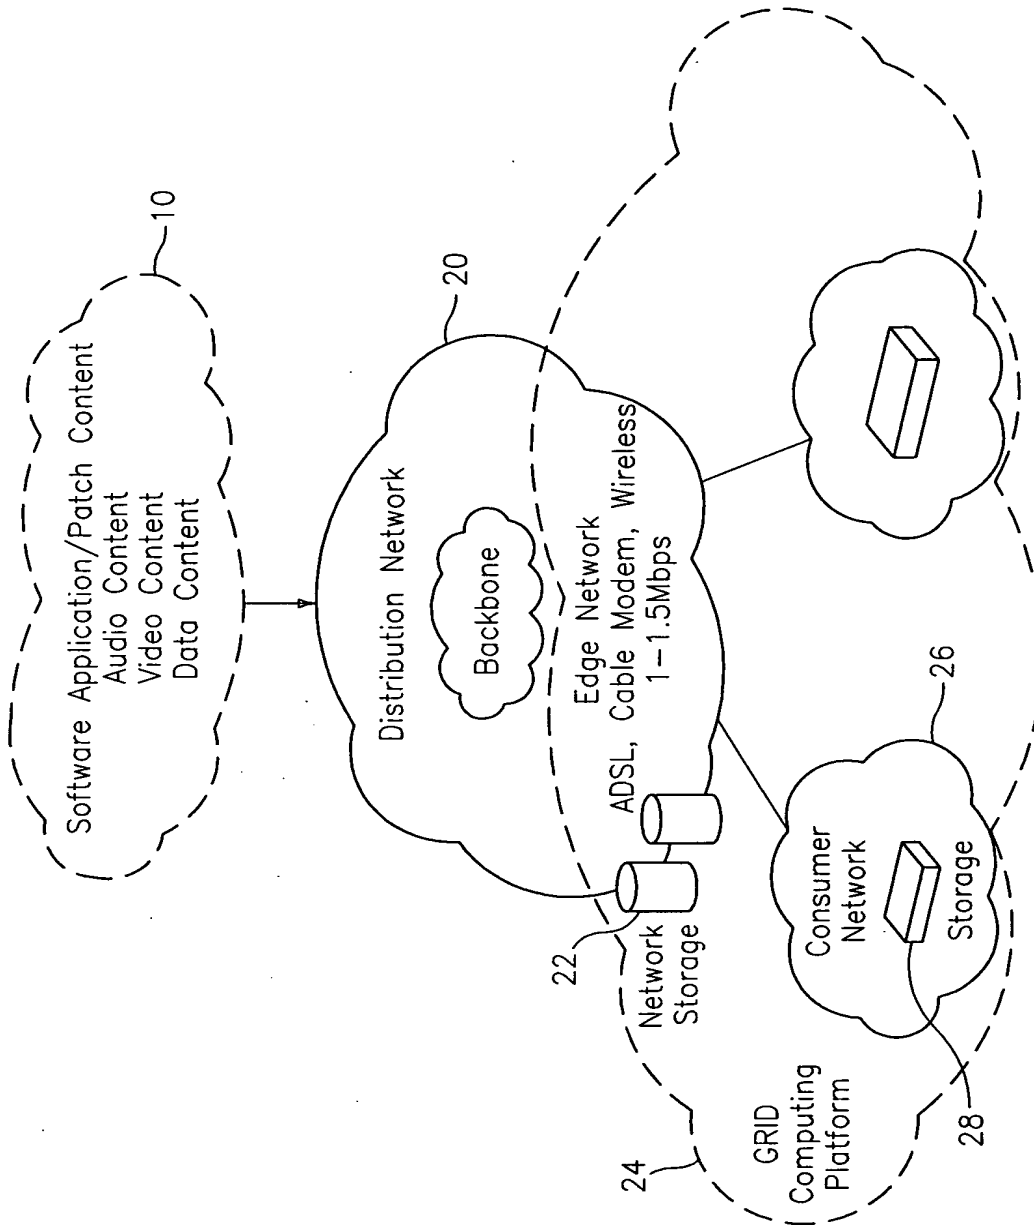 Software Application/Patch Content
Audio Content
Video Content
Data Content
10
Distribution Network
20
Backbone
Edge Network
ADSL, Cable Modem, Wireless
1–1.5Mbps
22
Network
Storage
24
GRID
Computing
Platform
Consumer
Network
26
Storage
28